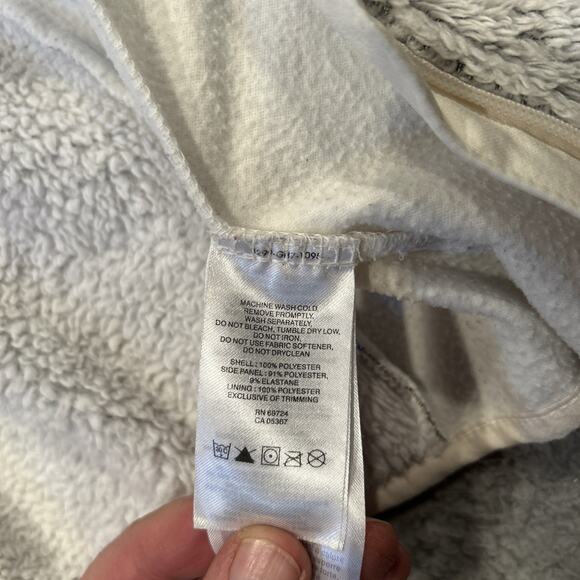 MACHINE WASH COLD,
REMOVE PROMPTLY,
WASH SEPARATELY,
DO NOT BLEACH, TUMBLE DRY LOW,
DO NOT IRON.
DO NOT USE FABRIC SOFTENER,
DO NOT DRYCLEAN
SHELL : 100% POLYESTER
SIDE PANEL : 91% POLYESTER
9% ELASTANE
LINING : 100% POLYESTER
EXCLUSIVE OF TRIMMING
RN 69724
CA 05367
30 C